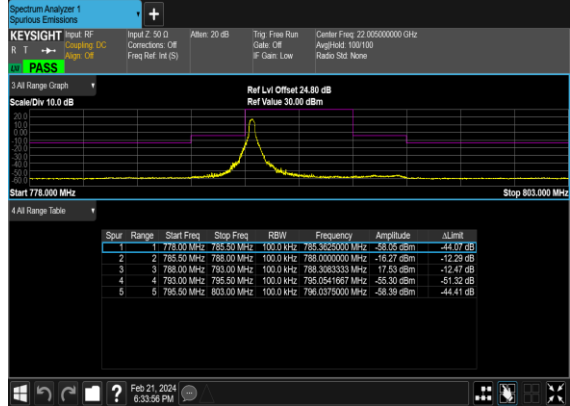 Spectrum Analyzer 1
Spurious Emissions
+
KEYSIGHT Input: RF Input Z: 50 Ω Atten: 20 dB Trig: Free Run Center Freq: 22.005000000 GHz
R T Coupling: DC Corrections: Off Gate: Off Avg|Hold: 100/100
Align: Off Freq Ref: Int (S) IF Gain: Low Radio Std: None
PASS
3 All Range Graph
Ref Lvl Offset 24.80 dB
Scale/Div 10.0 dB Ref Value 30.00 dBm
20.0
10.0
0.00
-10.0
-20.0
-30.0
-40.0
-50.0
-60.0
Start 778.000 MHz Stop 803.000 MHz
4 All Range Table
Spur Range Start Freq Stop Freq RBW Frequency Amplitude ΔLimit
1 1 778.00 MHz 785.50 MHz 100.0 kHz 785.3625000 MHz -58.05 dBm -44.07 dB
2 2 785.50 MHz 788.00 MHz 100.0 kHz 788.0000000 MHz -16.27 dBm -12.29 dB
3 3 788.00 MHz 793.00 MHz 100.0 kHz 788.3083333 MHz 17.53 dBm -12.47 dB
4 4 793.00 MHz 795.50 MHz 100.0 kHz 795.0541667 MHz -55.30 dBm -51.32 dB
5 5 795.50 MHz 803.00 MHz 100.0 kHz 796.0375000 MHz -58.39 dBm -44.41 dB
? Feb 21, 2024
6:33:56 PM